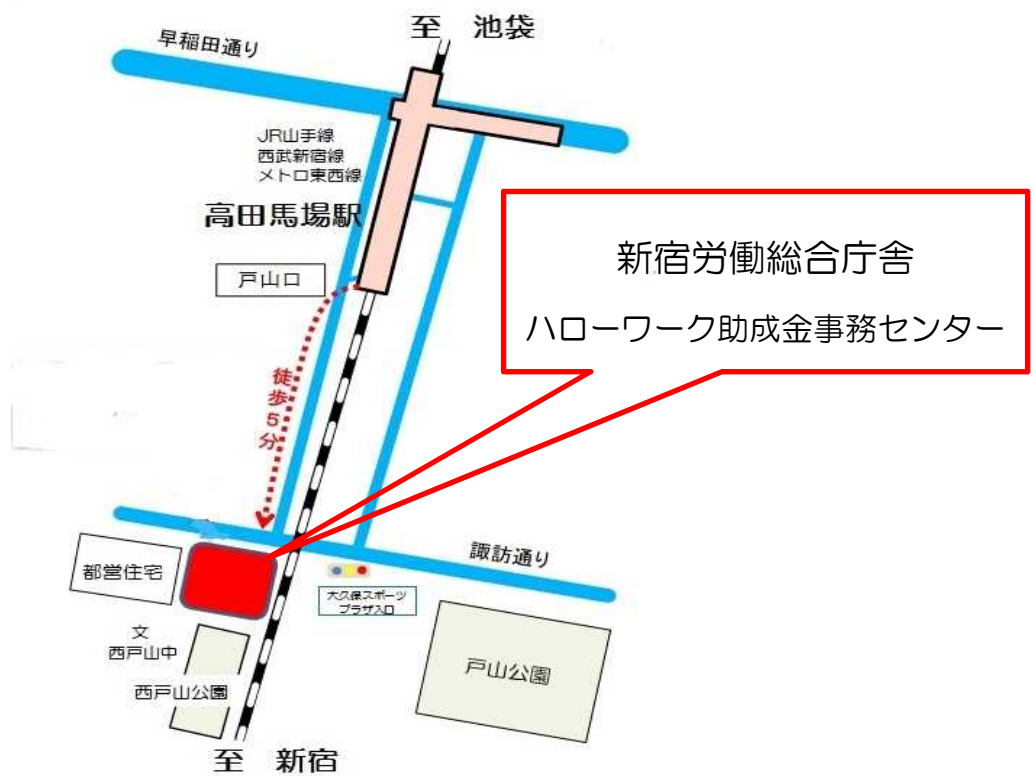 至 池袋
早稲田通り
JR山手線
西武新宿線
メトロ東西線
高田馬場駅
新宿労働総合庁舎
ハローワーク助成金事務センター
戸山口
徒歩5分
諏訪通り
都営住宅
大久保スポーツ
プラザ入口
文
西戸山中
戸山公園
西戸山公園
至 新宿